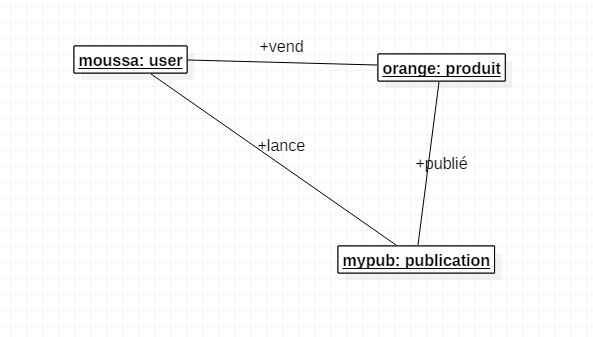 +vend
moussa: user
orange: produit
+lance
+publié
mypub: publication